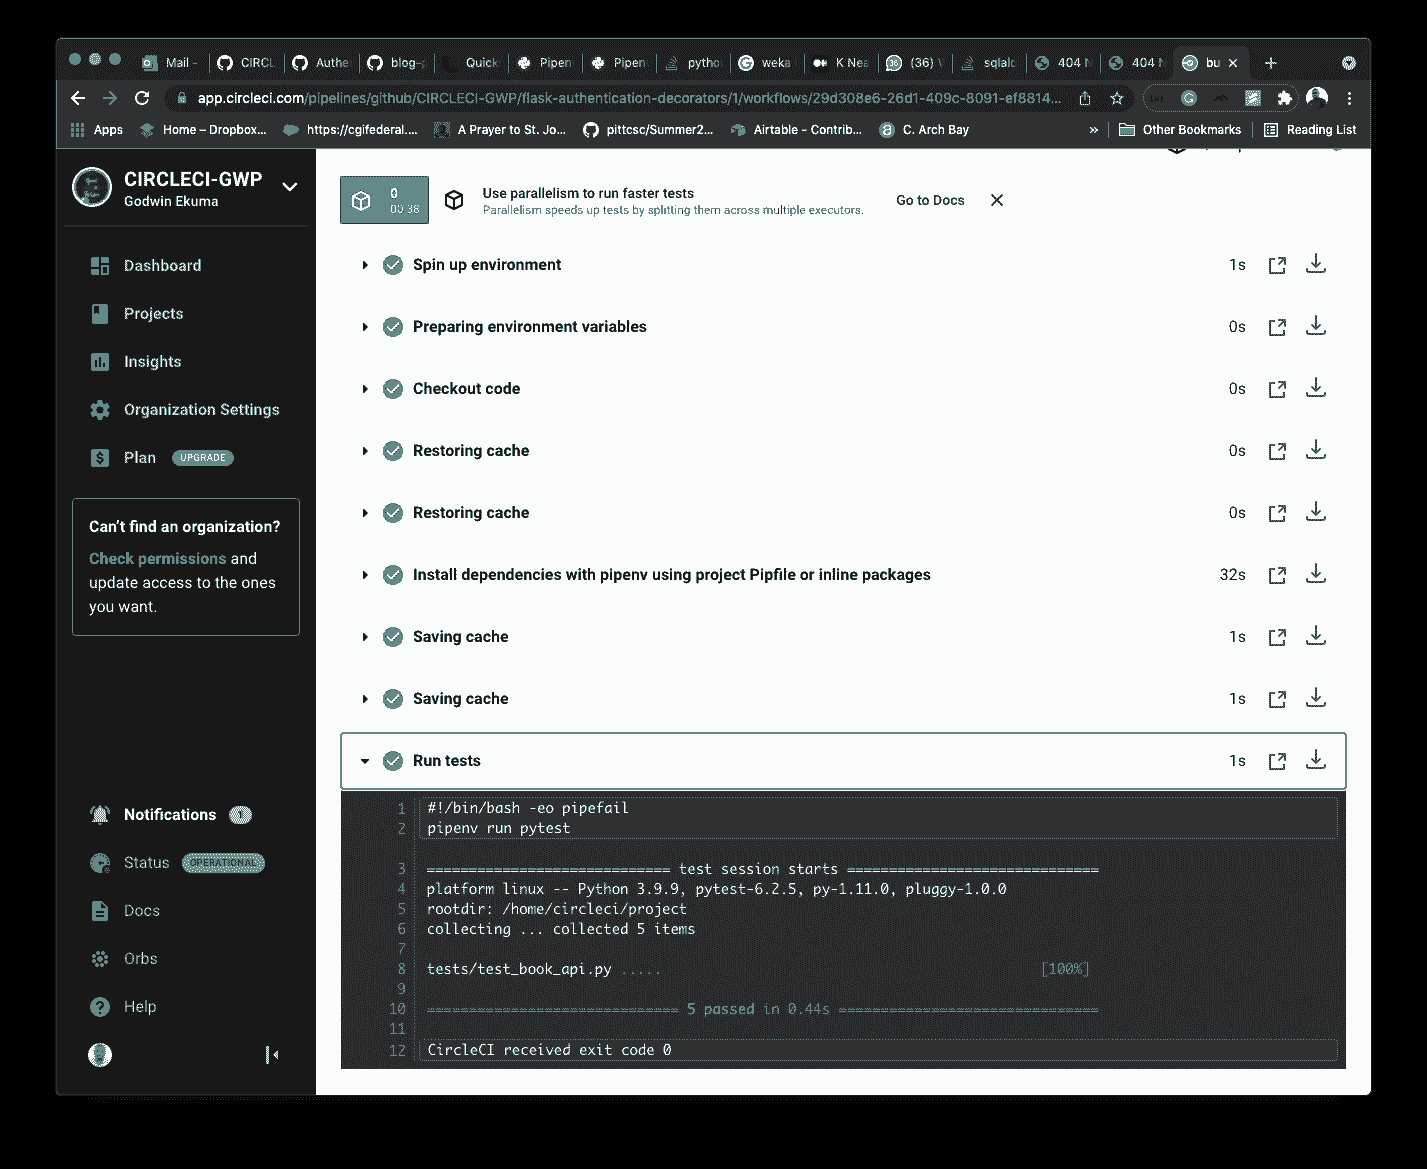 Mail -
CIRCL
Authe
blog-p
Quick
Pipen
Pipen
pytho
weka
K Nea
(36) W
sqlal
404 N
404 N
bu
app.circleci.com/pipelines/github/CIRCLECI-GWP/flask-authentication-decorators/1/workflows/29d308e6-26d1-409c-8091-ef8814...
Apps
Home – Dropbox...
https://cgifederal....
A Prayer to St. Jo...
pittcsc/Summer2...
Airtable - Contrib...
C. Arch Bay
»
Other Bookmarks
Reading List
CIRCLECI-GWP
Godwin Ekuma
Dashboard
Projects
Insights
Organization Settings
Plan UPGRADE
Can't find an organization?
Check permissions and
update access to the ones
you want.
Notifications 1
Status OPERATIONAL
Docs
Orbs
Help
0
00:36
Use parallelism to run faster tests
Parallelism speeds up tests by splitting them across multiple executors.
Go to Docs
Spin up environment 1s
Preparing environment variables 0s
Checkout code 0s
Restoring cache 0s
Restoring cache 0s
Install dependencies with pipenv using project Pipfile or inline packages 32s
Saving cache 1s
Saving cache 1s
Run tests 1s
1 #!/bin/bash -eo pipefail
2 pipenv run pytest
3 ============================= test session starts ==============================
4 platform linux -- Python 3.9.9, pytest-6.2.5, py-1.11.0, pluggy-1.0.0
5 rootdir: /home/circleci/project
6 collecting ... collected 5 items
7
8 tests/test_book_api.py ..... [100%]
9
10 ============================== 5 passed in 0.44s ===============================
11
12 CircleCI received exit code 0